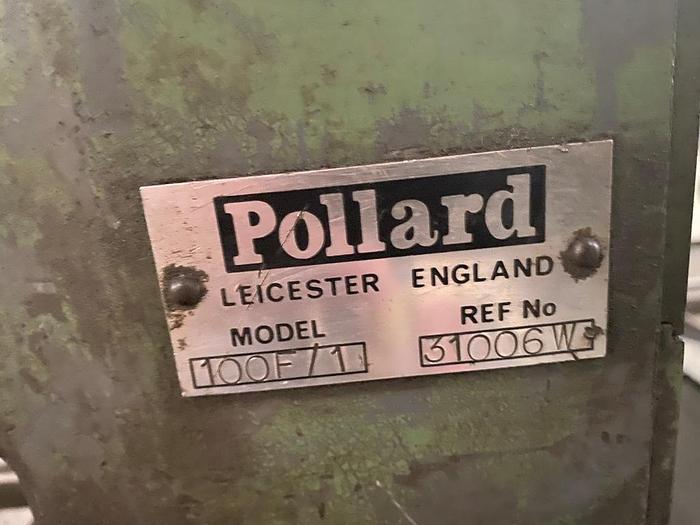 Pollard
LEICESTER ENGLAND
MODEL REF No
100F/1 31006W